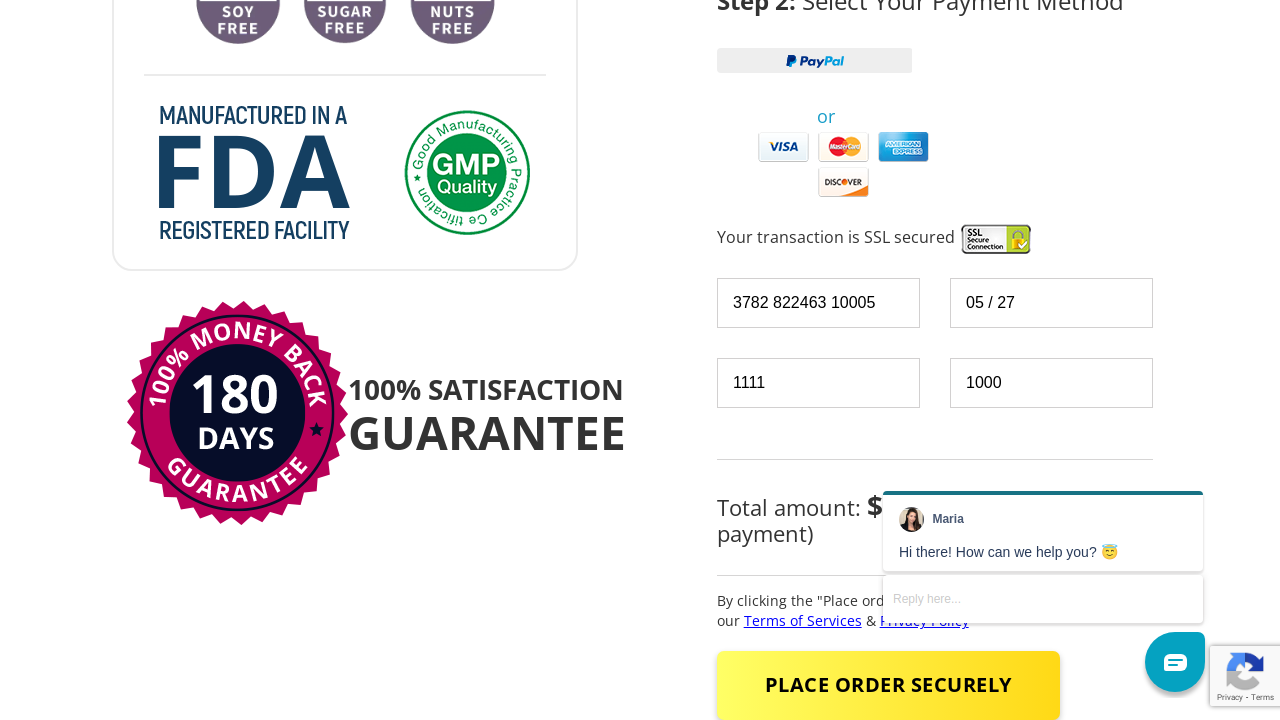 SOY
FREE
SUGAR
FREE
NUTS
FREE
MANUFACTURED IN A
FDA
REGISTERED FACILITY
Good Manufacturing Practice Ce tification
GMP
Quality
100% MONEY BACK
180
DAYS
GUARANTEE
100% SATISFACTION
GUARANTEE
Step 2: Select Your Payment Method
PayPal
or
VISA
MasterCard
AMERICAN EXPRESS
DISCOVER
Your transaction is SSL secured
SSL
Secure
Connection
3782 822463 10005
05 / 27
1111
1000
Total amount: $
payment)
By clicking the "Place ord
our Terms of Services & Privacy Policy
PLACE ORDER SECURELY
Maria
Hi there! How can we help you? 😇
Reply here...
Privacy - Terms